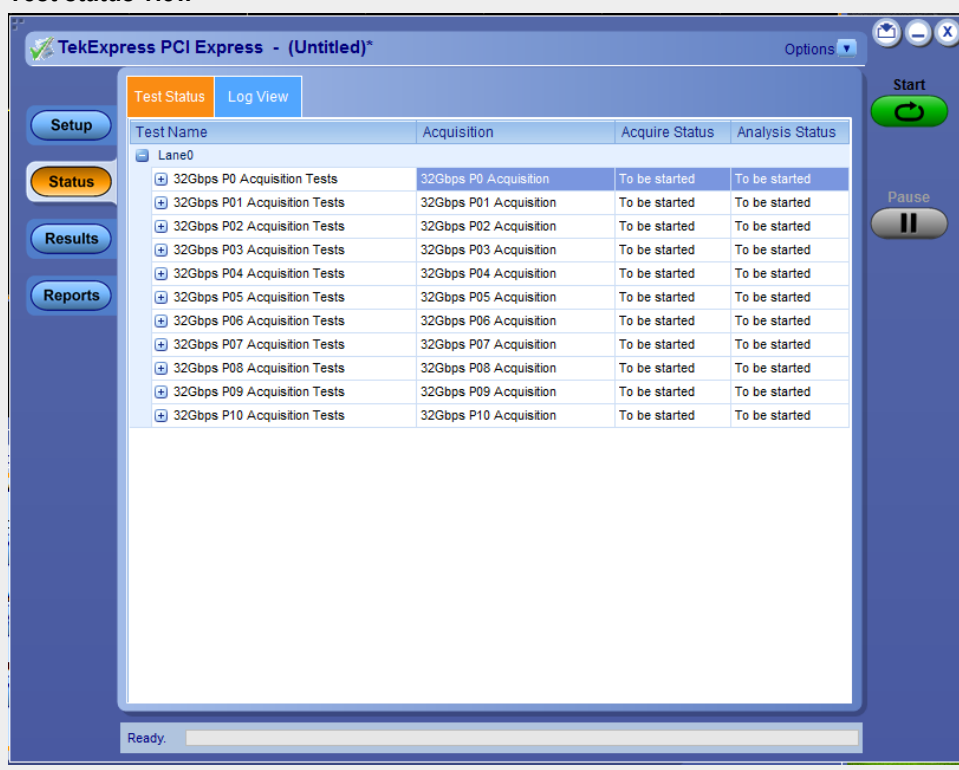 TekExpress PCI Express - (Untitled)*
Options
Start
Pause
Setup
Status
Results
Reports
Test Status Log View
Test Name Acquisition Acquire Status Analysis Status
Lane0
32Gbps P0 Acquisition Tests 32Gbps P0 Acquisition To be started To be started
32Gbps P01 Acquisition Tests 32Gbps P01 Acquisition To be started To be started
32Gbps P02 Acquisition Tests 32Gbps P02 Acquisition To be started To be started
32Gbps P03 Acquisition Tests 32Gbps P03 Acquisition To be started To be started
32Gbps P04 Acquisition Tests 32Gbps P04 Acquisition To be started To be started
32Gbps P05 Acquisition Tests 32Gbps P05 Acquisition To be started To be started
32Gbps P06 Acquisition Tests 32Gbps P06 Acquisition To be started To be started
32Gbps P07 Acquisition Tests 32Gbps P07 Acquisition To be started To be started
32Gbps P08 Acquisition Tests 32Gbps P08 Acquisition To be started To be started
32Gbps P09 Acquisition Tests 32Gbps P09 Acquisition To be started To be started
32Gbps P10 Acquisition Tests 32Gbps P10 Acquisition To be started To be started
Ready.